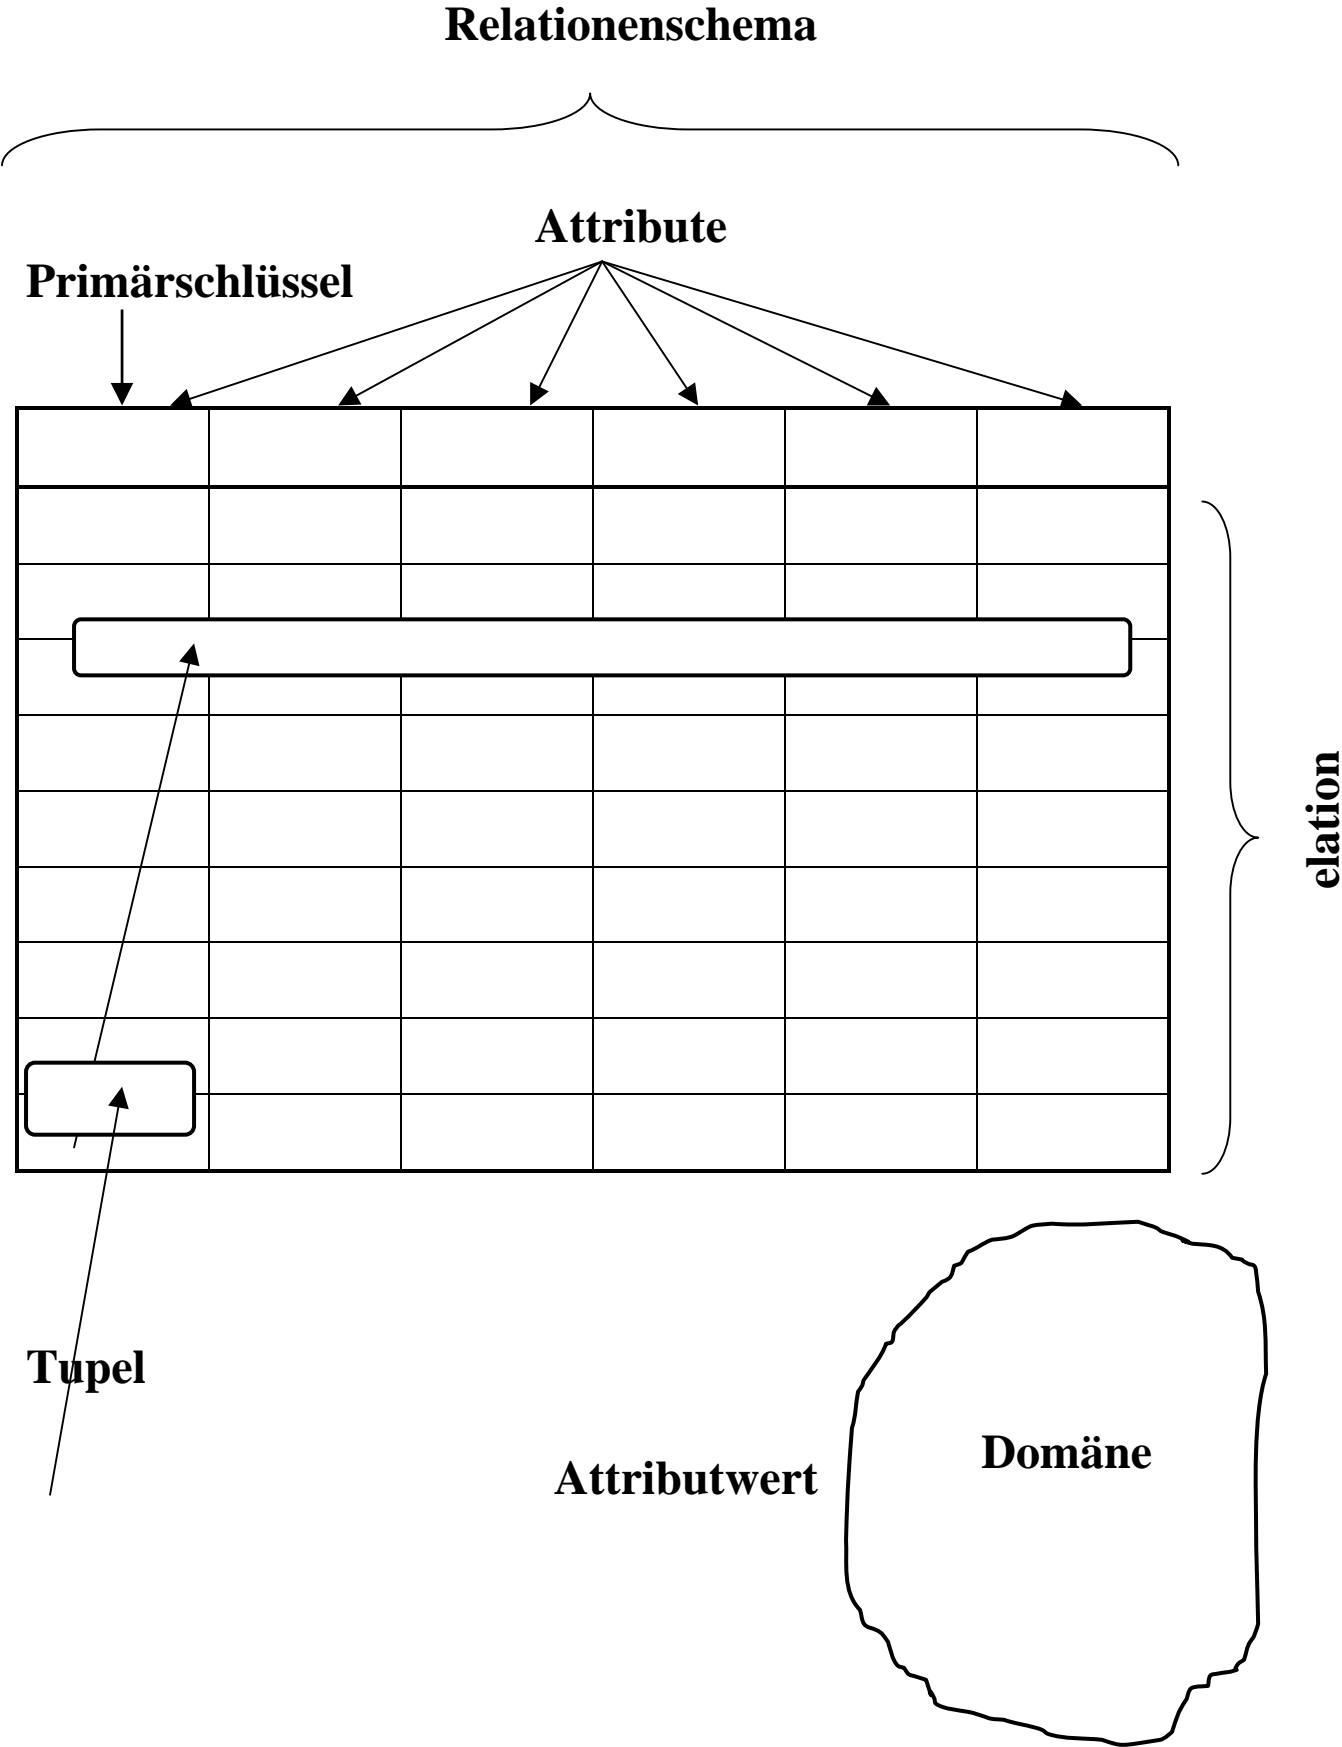 Relationenschema
Attribute
Primärschlüssel
elation
Tupel
Domäne
Attributwert